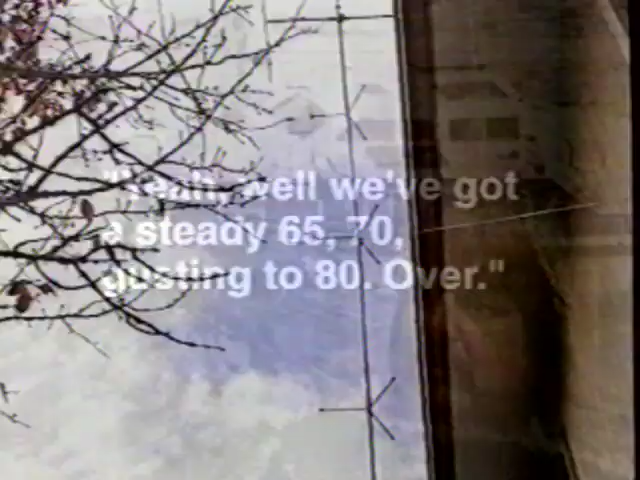 "Yeah, well we've got
a steady 65, 70,
gusting to 80. Over."